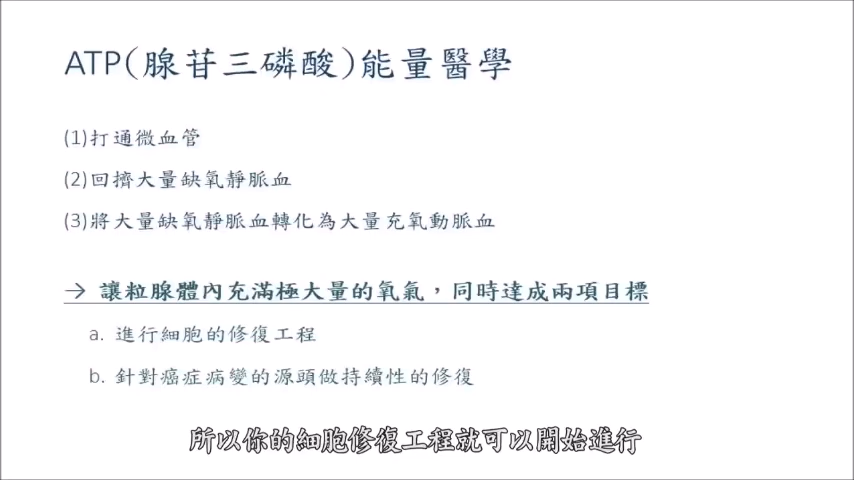 ATP(腺苷三磷酸)能量醫學
(1)打通微血管
(2)回擠大量缺氧靜脈血
(3)將大量缺氧靜脈血轉化為大量充氧動脈血
→ 讓粒腺體內充滿極大量的氧氣，同時達成兩項目標
a. 進行細胞的修復工程
b. 針對癌症病變的源頭做持續性的修復
所以你的細胞修復工程就可以開始進行